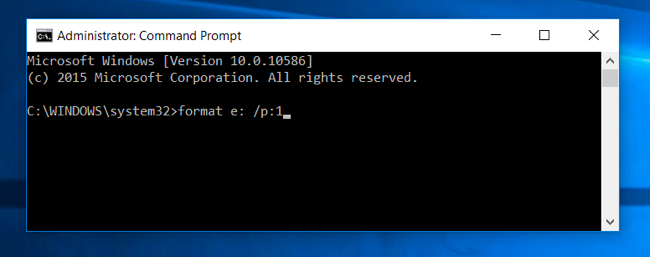 Administrator: Command Prompt
Microsoft Windows [Version 10.0.10586]
(c) 2015 Microsoft Corporation. All rights reserved.
C:\WINDOWS\system32>format e: /p:1